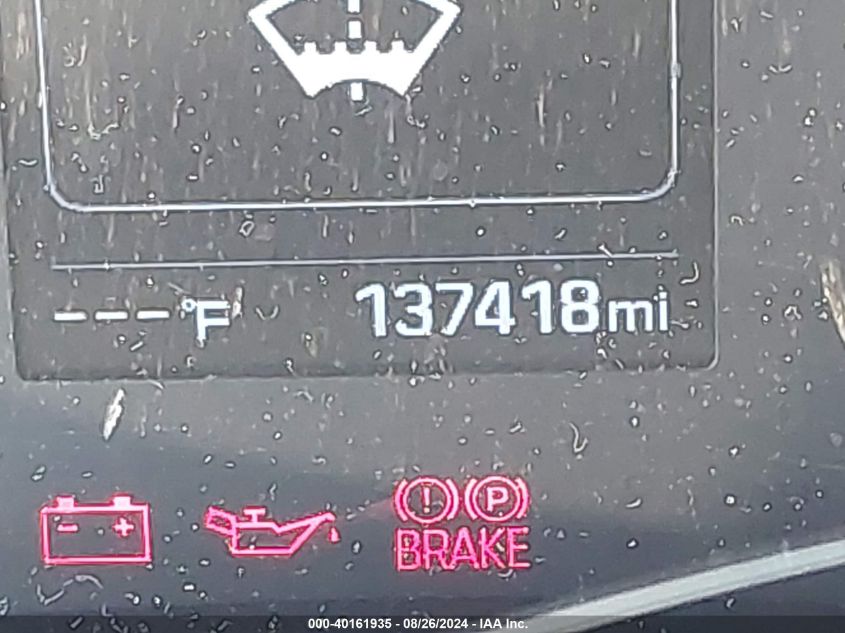 ---°F 137418mi
- +
! P
BRAKE
000-40161935 - 08/26/2024 - IAA Inc.